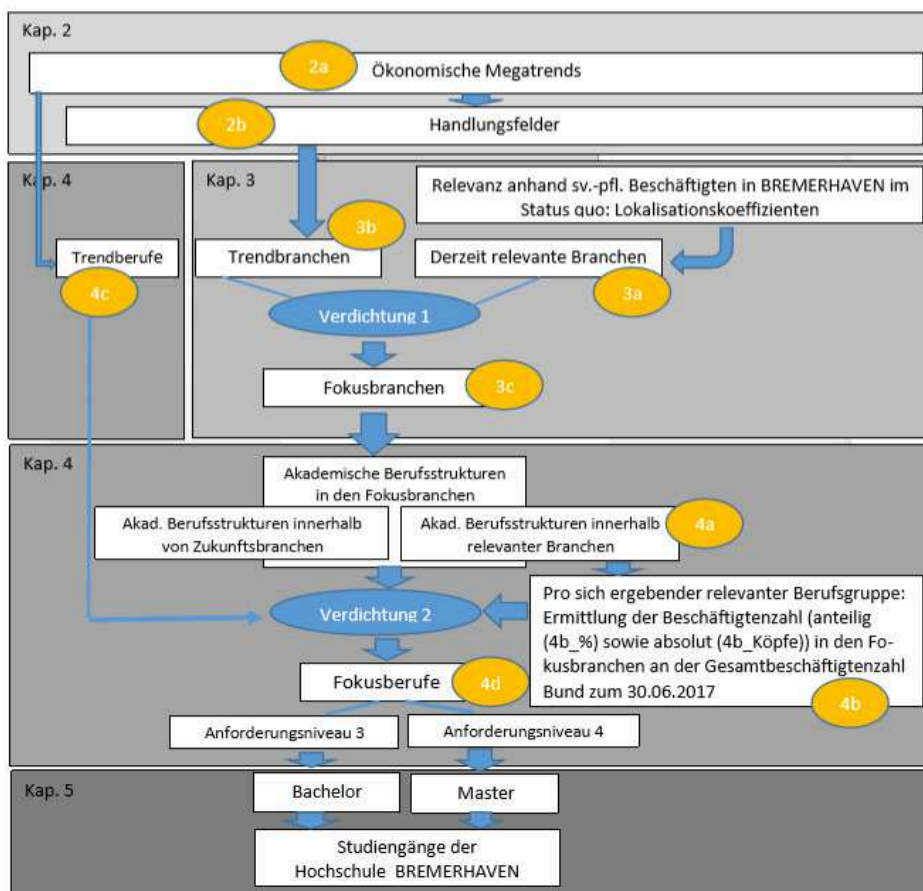 Kap. 2
2a
Ökonomische Megatrends
2b
Handlungsfelder
Kap. 4
Kap. 3
Relevanz anhand sv.-pfl. Beschäftigten in BREMERHAVEN im
Status quo: Lokalisationskoeffizienten
3b
Trendberufe
Trendbranchen
Derzeit relevante Branchen
4c
3a
Verdichtung 1
Fokusbranchen
3c
Kap. 4
Akademische Berufsstrukturen
in den Fokusbranchen
Akad. Berufsstrukturen innerhalb
von Zukunftsbranchen
Akad. Berufsstrukturen innerhalb
relevanter Branchen
4a
Verdichtung 2
Pro sich ergebender relevanter Berufsgruppe:
Ermittlung der Beschäftigtenzahl (anteilig
(4b_%) sowie absolut (4b_Köpfe)) in den Fo-
kusbranchen an der Gesamtbeschäftigtenzahl
Bund zum 30.06.2017
4b
Fokusberufe
4d
Anforderungsniveau 3
Anforderungsniveau 4
Kap. 5
Bachelor
Master
Studiengänge der
Hochschule BREMERHAVEN